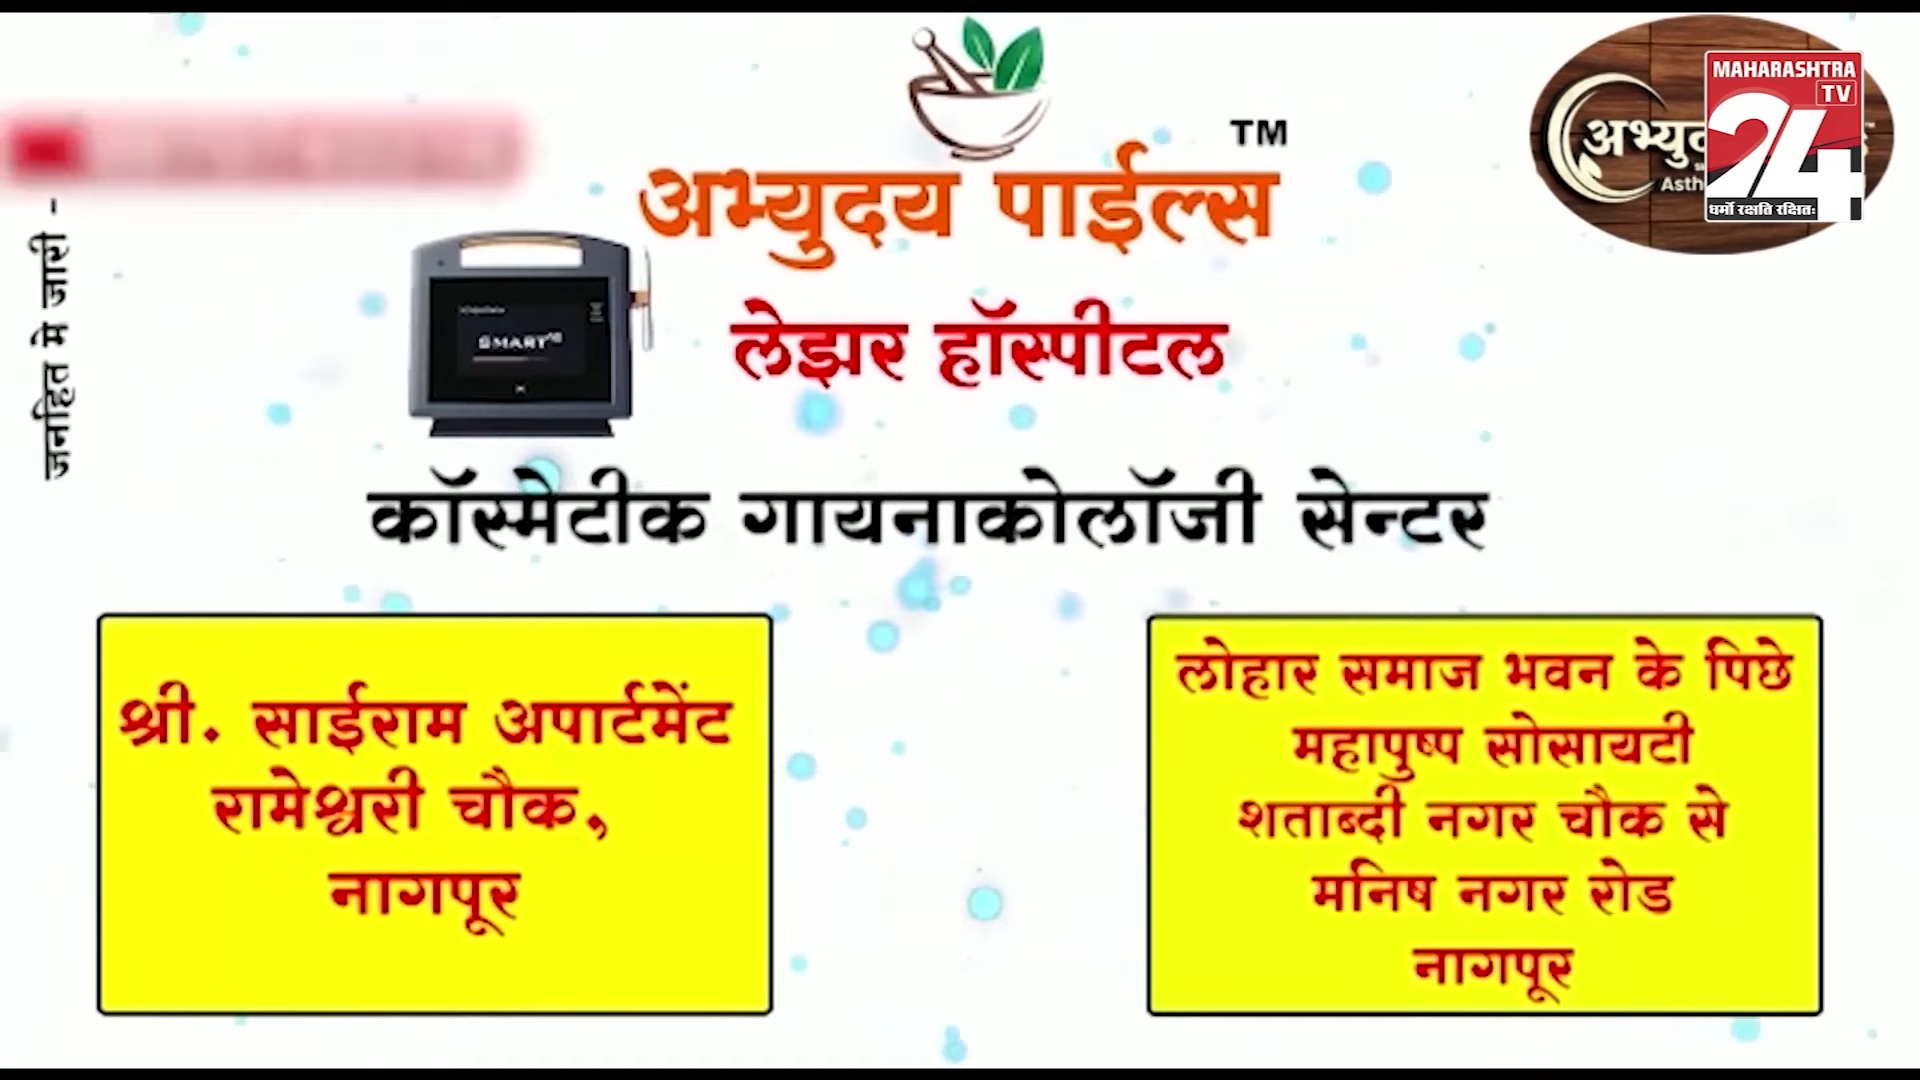 MAHARASHTRA
TV
24
धर्मो रक्षति रक्षितः
Asth
TM
अभ्युदय पाईल्स
लेझर हॉस्पीटल
SMART
कॉस्मैटीक गायनाकोलॉजी सेन्टर
जनहित मे जारी -
श्री. साईराम अपार्टमेंट
रामेश्वरी चौक,
नागपूर
लोहार समाज भवन के पिछे
महापुष्प सोसायटी
शताब्दी नगर चौक से
मनिष नगर रोड
नागपूर